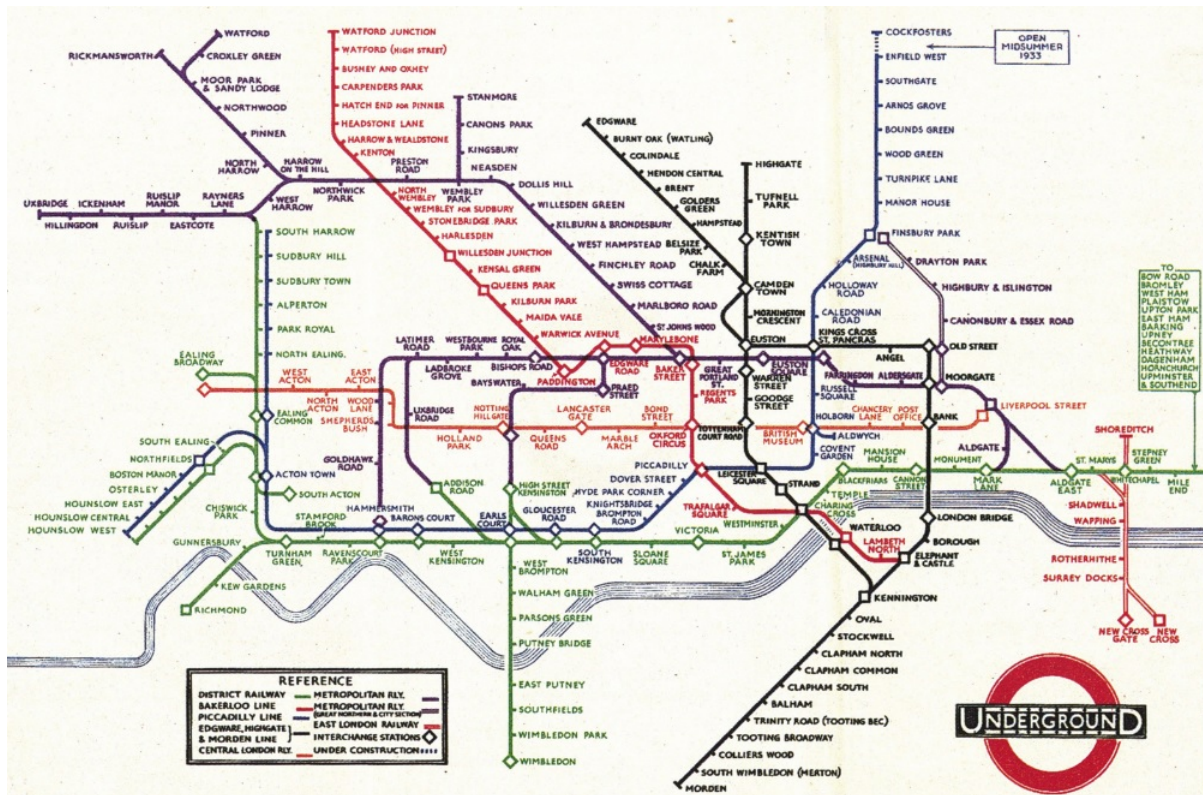 WATFORD
RICKMANSWORTH
CROXLEY GREEN
MOOR PARK
& SANDY LODGE
NORTHWOOD
PINNER
NORTH
HARROW
HARROW
ON THE HILL
NORTHWICK
PARK
PRESTON
ROAD
WEMBLEY
PARK
WEST
HARROW
RAYNERS
LANE
EASTCOTE
RUISLIP
MANOR
RUISLIP
ICKENHAM
HILLINGDON
UXBRIDGE
WATFORD JUNCTION
WATFORD (HIGH STREET)
BUSHEY AND OXHEY
CARPENDERS PARK
HATCH END FOR PINNER
HEADSTONE LANE
HARROW & WEALDSTONE
KENTON
NORTH
WEMBLEY
WEMBLEY FOR SUDBURY
STONEBRIDGE PARK
HARLESDEN
WILLESDEN JUNCTION
KENSAL GREEN
QUEENS PARK
KILBURN PARK
MAIDA VALE
WARWICK AVENUE
PADDINGTON
STANMORE
CANONS PARK
KINGSBURY
NEASDEN
DOLLIS HILL
WILLESDEN GREEN
KILBURN & BRONDESBURY
WEST HAMPSTEAD
FINCHLEY ROAD
SWISS COTTAGE
MARLBORO ROAD
ST. JOHNS WOOD
EDGWARE
BURNT OAK (WATLING)
COLINDALE
HENDON CENTRAL
BRENT
GOLDERS
GREEN
HAMPSTEAD
BELSIZE
PARK
CHALK
FARM
HIGHGATE
TUFNELL
PARK
KENTISH
TOWN
CAMDEN
TOWN
MORNINGTON
CRESCENT
EUSTON
COCKFOSTERS
OPEN
MIDSUMMER
1933
ENFIELD WEST
SOUTHGATE
ARNOS GROVE
BOUNDS GREEN
WOOD GREEN
TURNPIKE LANE
MANOR HOUSE
FINSBURY PARK
ARSENAL
(HIGHBURY HILL)
HOLLOWAY
ROAD
CALEDONIAN
ROAD
KINGS CROSS
ST. PANCRAS
DRAYTON PARK
HIGHBURY & ISLINGTON
CANONBURY & ESSEX ROAD
OLD STREET
ANGEL
MOORGATE
TO
BOW ROAD
BROMLEY
WEST HAM
PLAISTOW
UPTON PARK
EAST HAM
BARKING
UPNEY
BECONTREE
HEATHWAY
DAGENHAM
HORNCHURCH
UPMINSTER
& SOUTHEND
SOUTH HARROW
SUDBURY HILL
SUDBURY TOWN
ALPERTON
PARK ROYAL
NORTH EALING.
EALING
BROADWAY
WEST
ACTON
NORTH
ACTON
EAST
ACTON
WOOD
LANE
SHEPHERDS
BUSH
EALING
COMMON
ACTON TOWN
SOUTH ACTON
SOUTH EALING
NORTHFIELDS
BOSTON MANOR
OSTERLEY
HOUNSLOW EAST
HOUNSLOW CENTRAL
HOUNSLOW WEST
CHISWICK
PARK
GUNNERSBURY
KEW GARDENS
RICHMOND
LATIMER
ROAD
LADBROKE
GROVE
WESTBOURNE
PARK
ROYAL
OAK
BISHOPS ROAD
BAYSWATER
EDGWARE
ROAD
PRAED
STREET
MARYLEBONE
BAKER
STREET
GREAT
PORTLAND
ST.
EUSTON
SQUARE
FARRINGDON
ALDERSGATE
UXBRIDGE
ROAD
GOLDHAWK
ROAD
HAMMERSMITH
ADDISON
ROAD
HOLLAND
PARK
NOTTING
HILL GATE
QUEENS
ROAD
LANCASTER
GATE
MARBLE
ARCH
BOND
STREET
OXFORD
CIRCUS
REGENTS
PARK
WARREN
STREET
GOODGE
STREET
TOTTENHAM
COURT ROAD
BRITISH
MUSEUM
RUSSELL
SQUARE
HOLBORN
CHANCERY
LANE
POST
OFFICE
BANK
LIVERPOOL STREET
ALDWYCH
COVENT
GARDEN
LEICESTER
SQUARE
PICCADILLY
DOVER STREET
HYDE PARK CORNER
KNIGHTSBRIDGE
BROMPTON
ROAD
STAMFORD
BROOK
TURNHAM
GREEN
RAVENSCOURT
PARK
BARONS COURT
WEST
KENSINGTON
EARLS
COURT
HIGH STREET
KENSINGTON
GLOUCESTER
ROAD
SOUTH
KENSINGTON
SLOANE
SQUARE
VICTORIA
ST. JAMES
PARK
WESTMINSTER
TRAFALGAR
SQUARE
STRAND
CHARING
CROSS
TEMPLE
BLACKFRIARS
MANSION
HOUSE
CANNON
STREET
MONUMENT
MARK
LANE
ALDGATE
ALDGATE
EAST
ST. MARYS
SHOREDITCH
STEPNEY
GREEN
WHITECHAPEL
MILE
END
SHADWELL
WAPPING
ROTHERHITHE
SURREY DOCKS
NEW CROSS
GATE
NEW
CROSS
WATERLOO
LAMBETH
NORTH
LONDON BRIDGE
BOROUGH
ELEPHANT
& CASTLE
KENNINGTON
OVAL
STOCKWELL
CLAPHAM NORTH
CLAPHAM COMMON
CLAPHAM SOUTH
BALHAM
TRINITY ROAD (TOOTING BEC)
TOOTING BROADWAY
COLLIERS WOOD
SOUTH WIMBLEDON (MERTON)
MORDEN
WEST
BROMPTON
WALHAM GREEN
PARSONS GREEN
PUTNEY BRIDGE
EAST PUTNEY
SOUTHFIELDS
WIMBLEDON PARK
WIMBLEDON
REFERENCE
DISTRICT RAILWAY
BAKERLOO LINE
PICCADILLY LINE
EDGWARE, HIGHGATE
& MORDEN LINE
CENTRAL LONDON RLY.
METROPOLITAN RLY.
METROPOLITAN RLY.
(GREAT NORTHERN & CITY SECTION)
EAST LONDON RAILWAY
INTERCHANGE STATIONS
UNDER CONSTRUCTION
UNDERGROUND